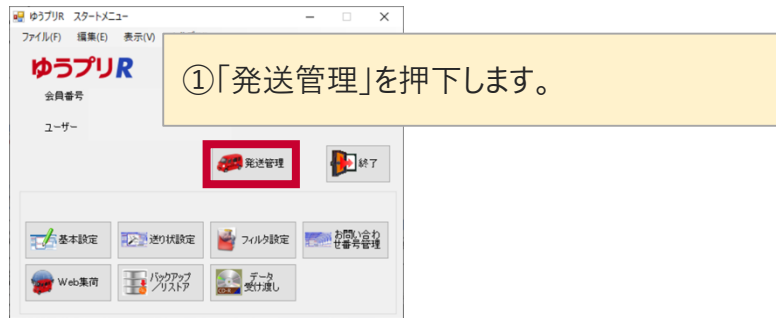 ゆうプリR スタートメニュー
ファイル(F) 編集(E) 表示(V)
ゆうプリR
①「発送管理」を押下します。
会員番号
ユーザー
発送管理
終了
基本設定
送り状設定
フィルタ設定
お問い合わ
せ番号管理
Web集荷
バックアップ
/リストア
データ
受け渡し